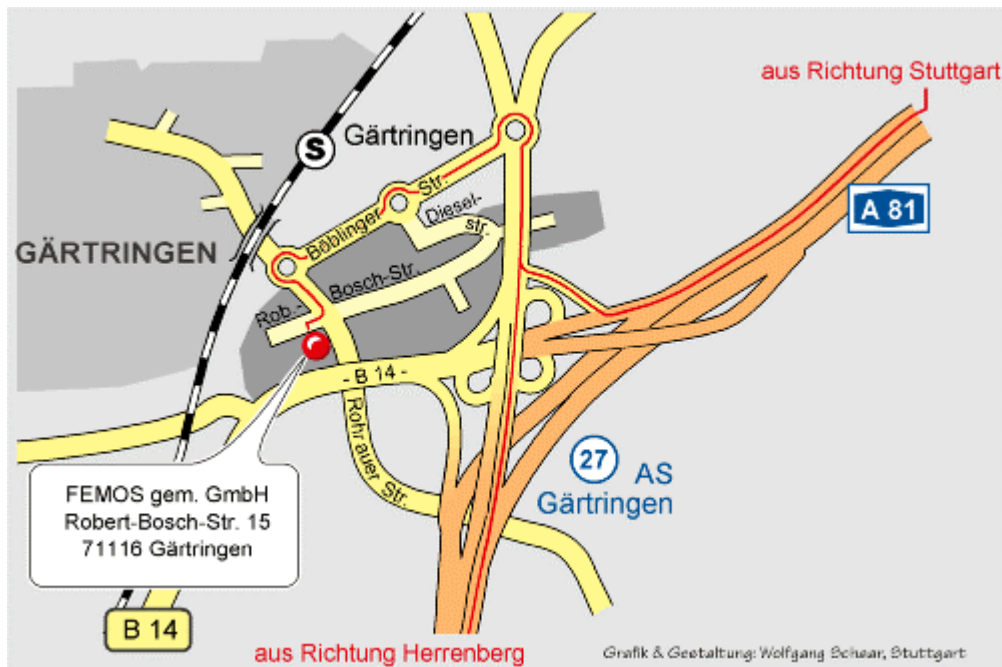 aus Richtung Stuttgart
S
Gärtringen
A 81
GÄRTRINGEN
Böblinger Str.
Diesel-
str.
Rob.- Bosch-Str.
- B 14 -
Rohrauer Str.
27 AS
Gärtringen
FEMOS gem. GmbH
Robert-Bosch-Str. 15
71116 Gärtringen
B 14
aus Richtung Herrenberg
Grafik & Gestaltung: Wolfgang Schaar, Stuttgart